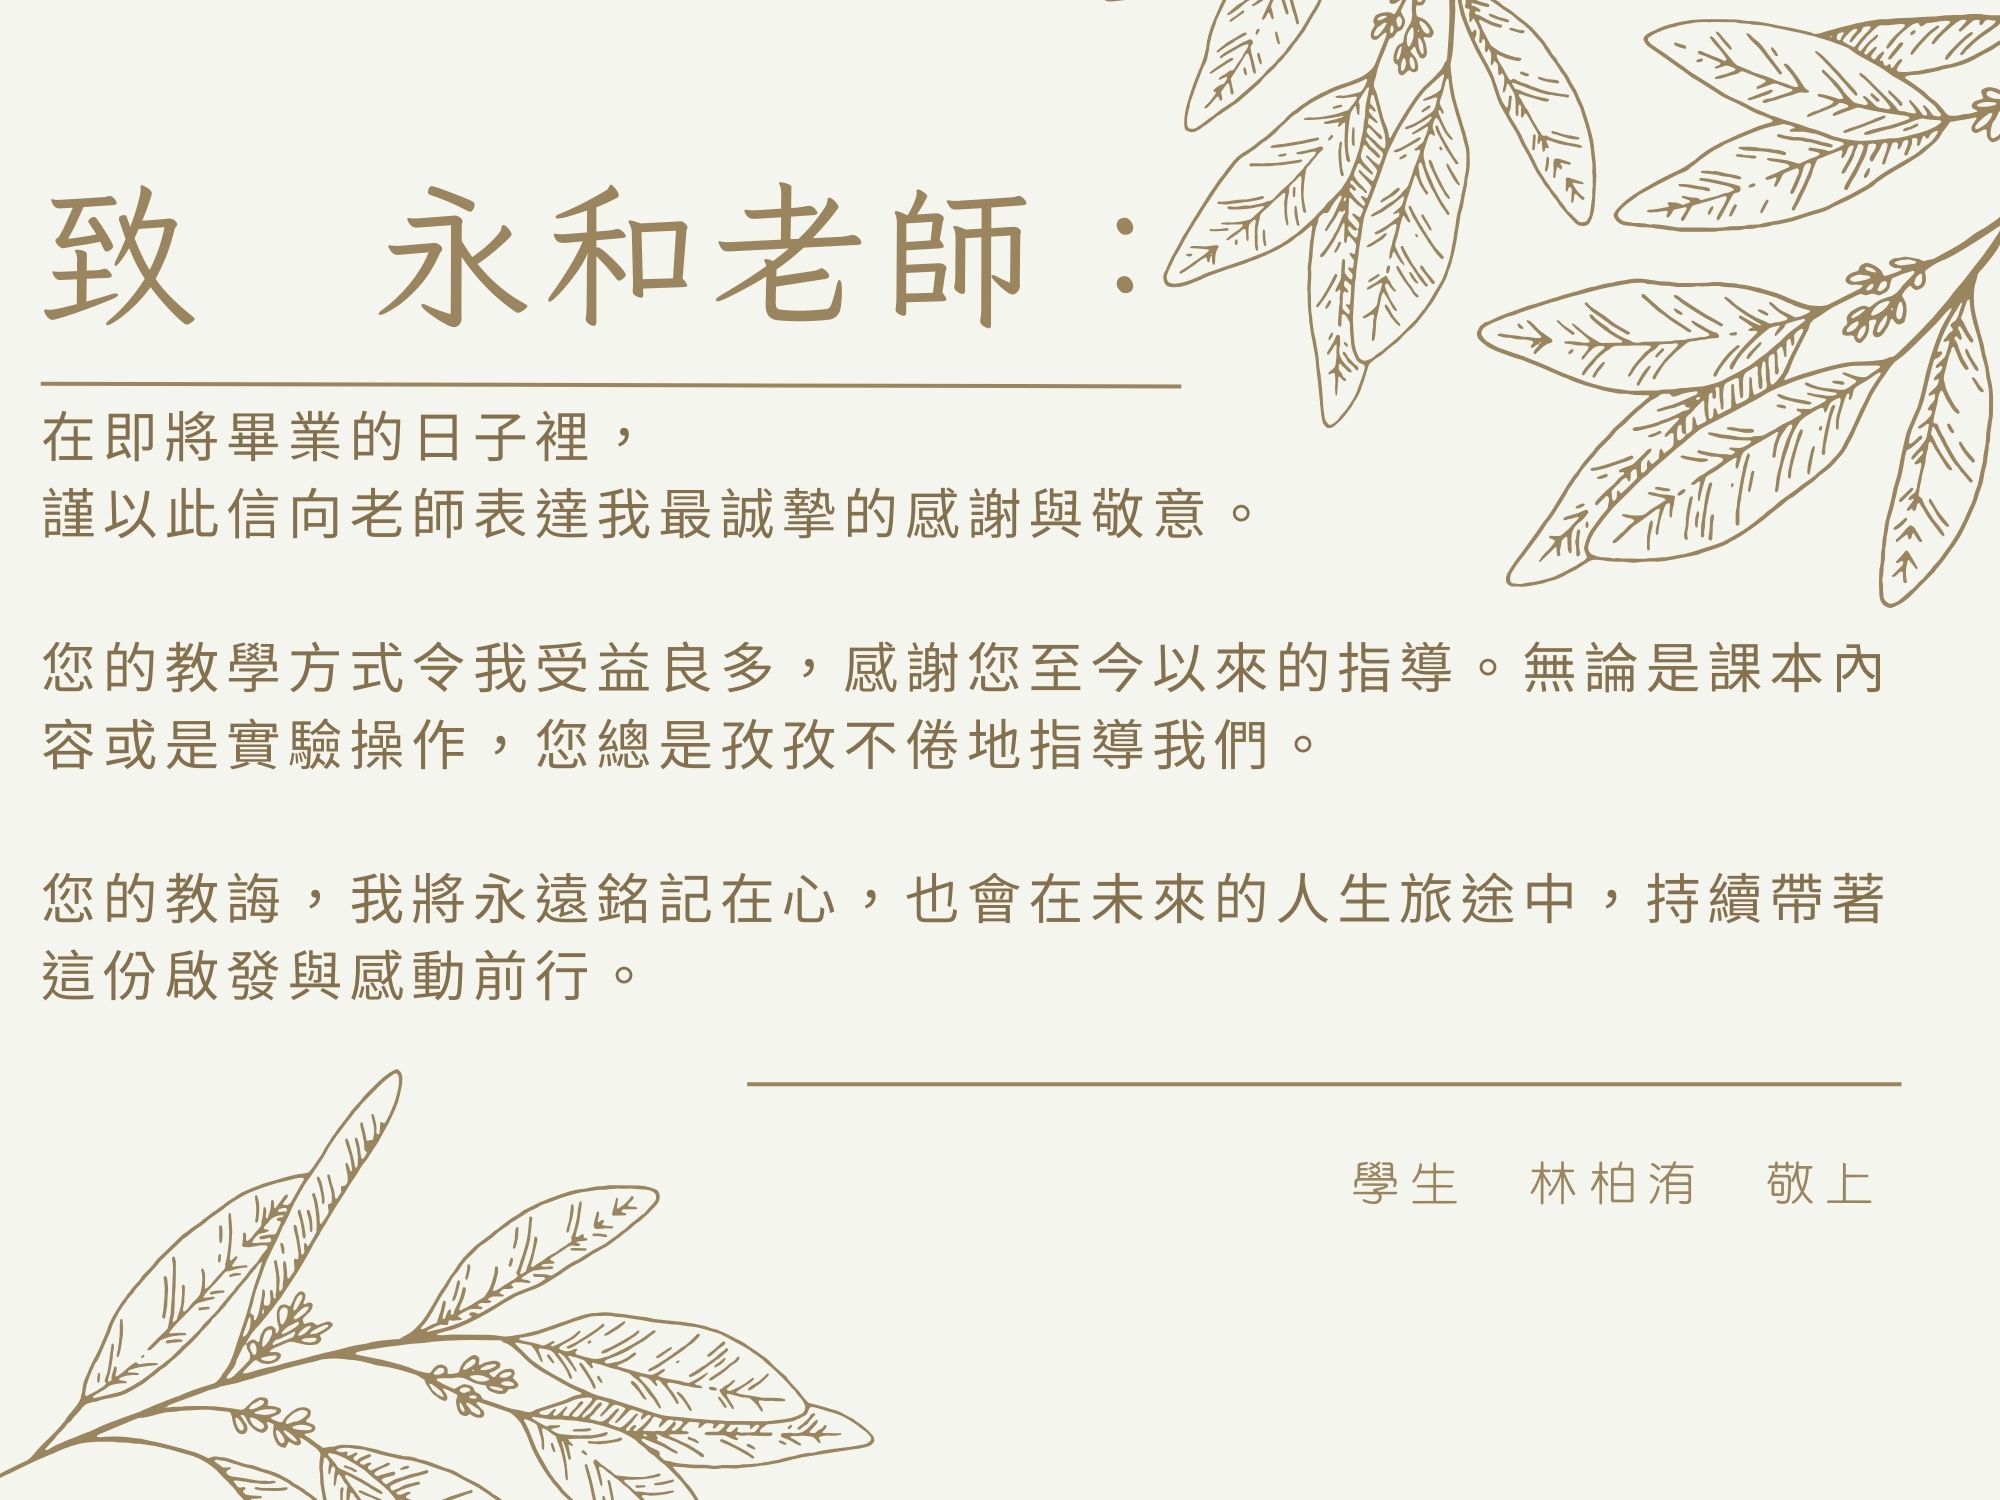 致　永和老師：
在即將畢業的日子裡，
謹以此信向老師表達我最誠摯的感謝與敬意。
您的教學方式令我受益良多，感謝您至今以來的指導。無論是課本內
容或是實驗操作，您總是孜孜不倦地指導我們。
您的教誨，我將永遠銘記在心，也會在未來的人生旅途中，持續帶著
這份啟發與感動前行。
學生　林柏洧　敬上